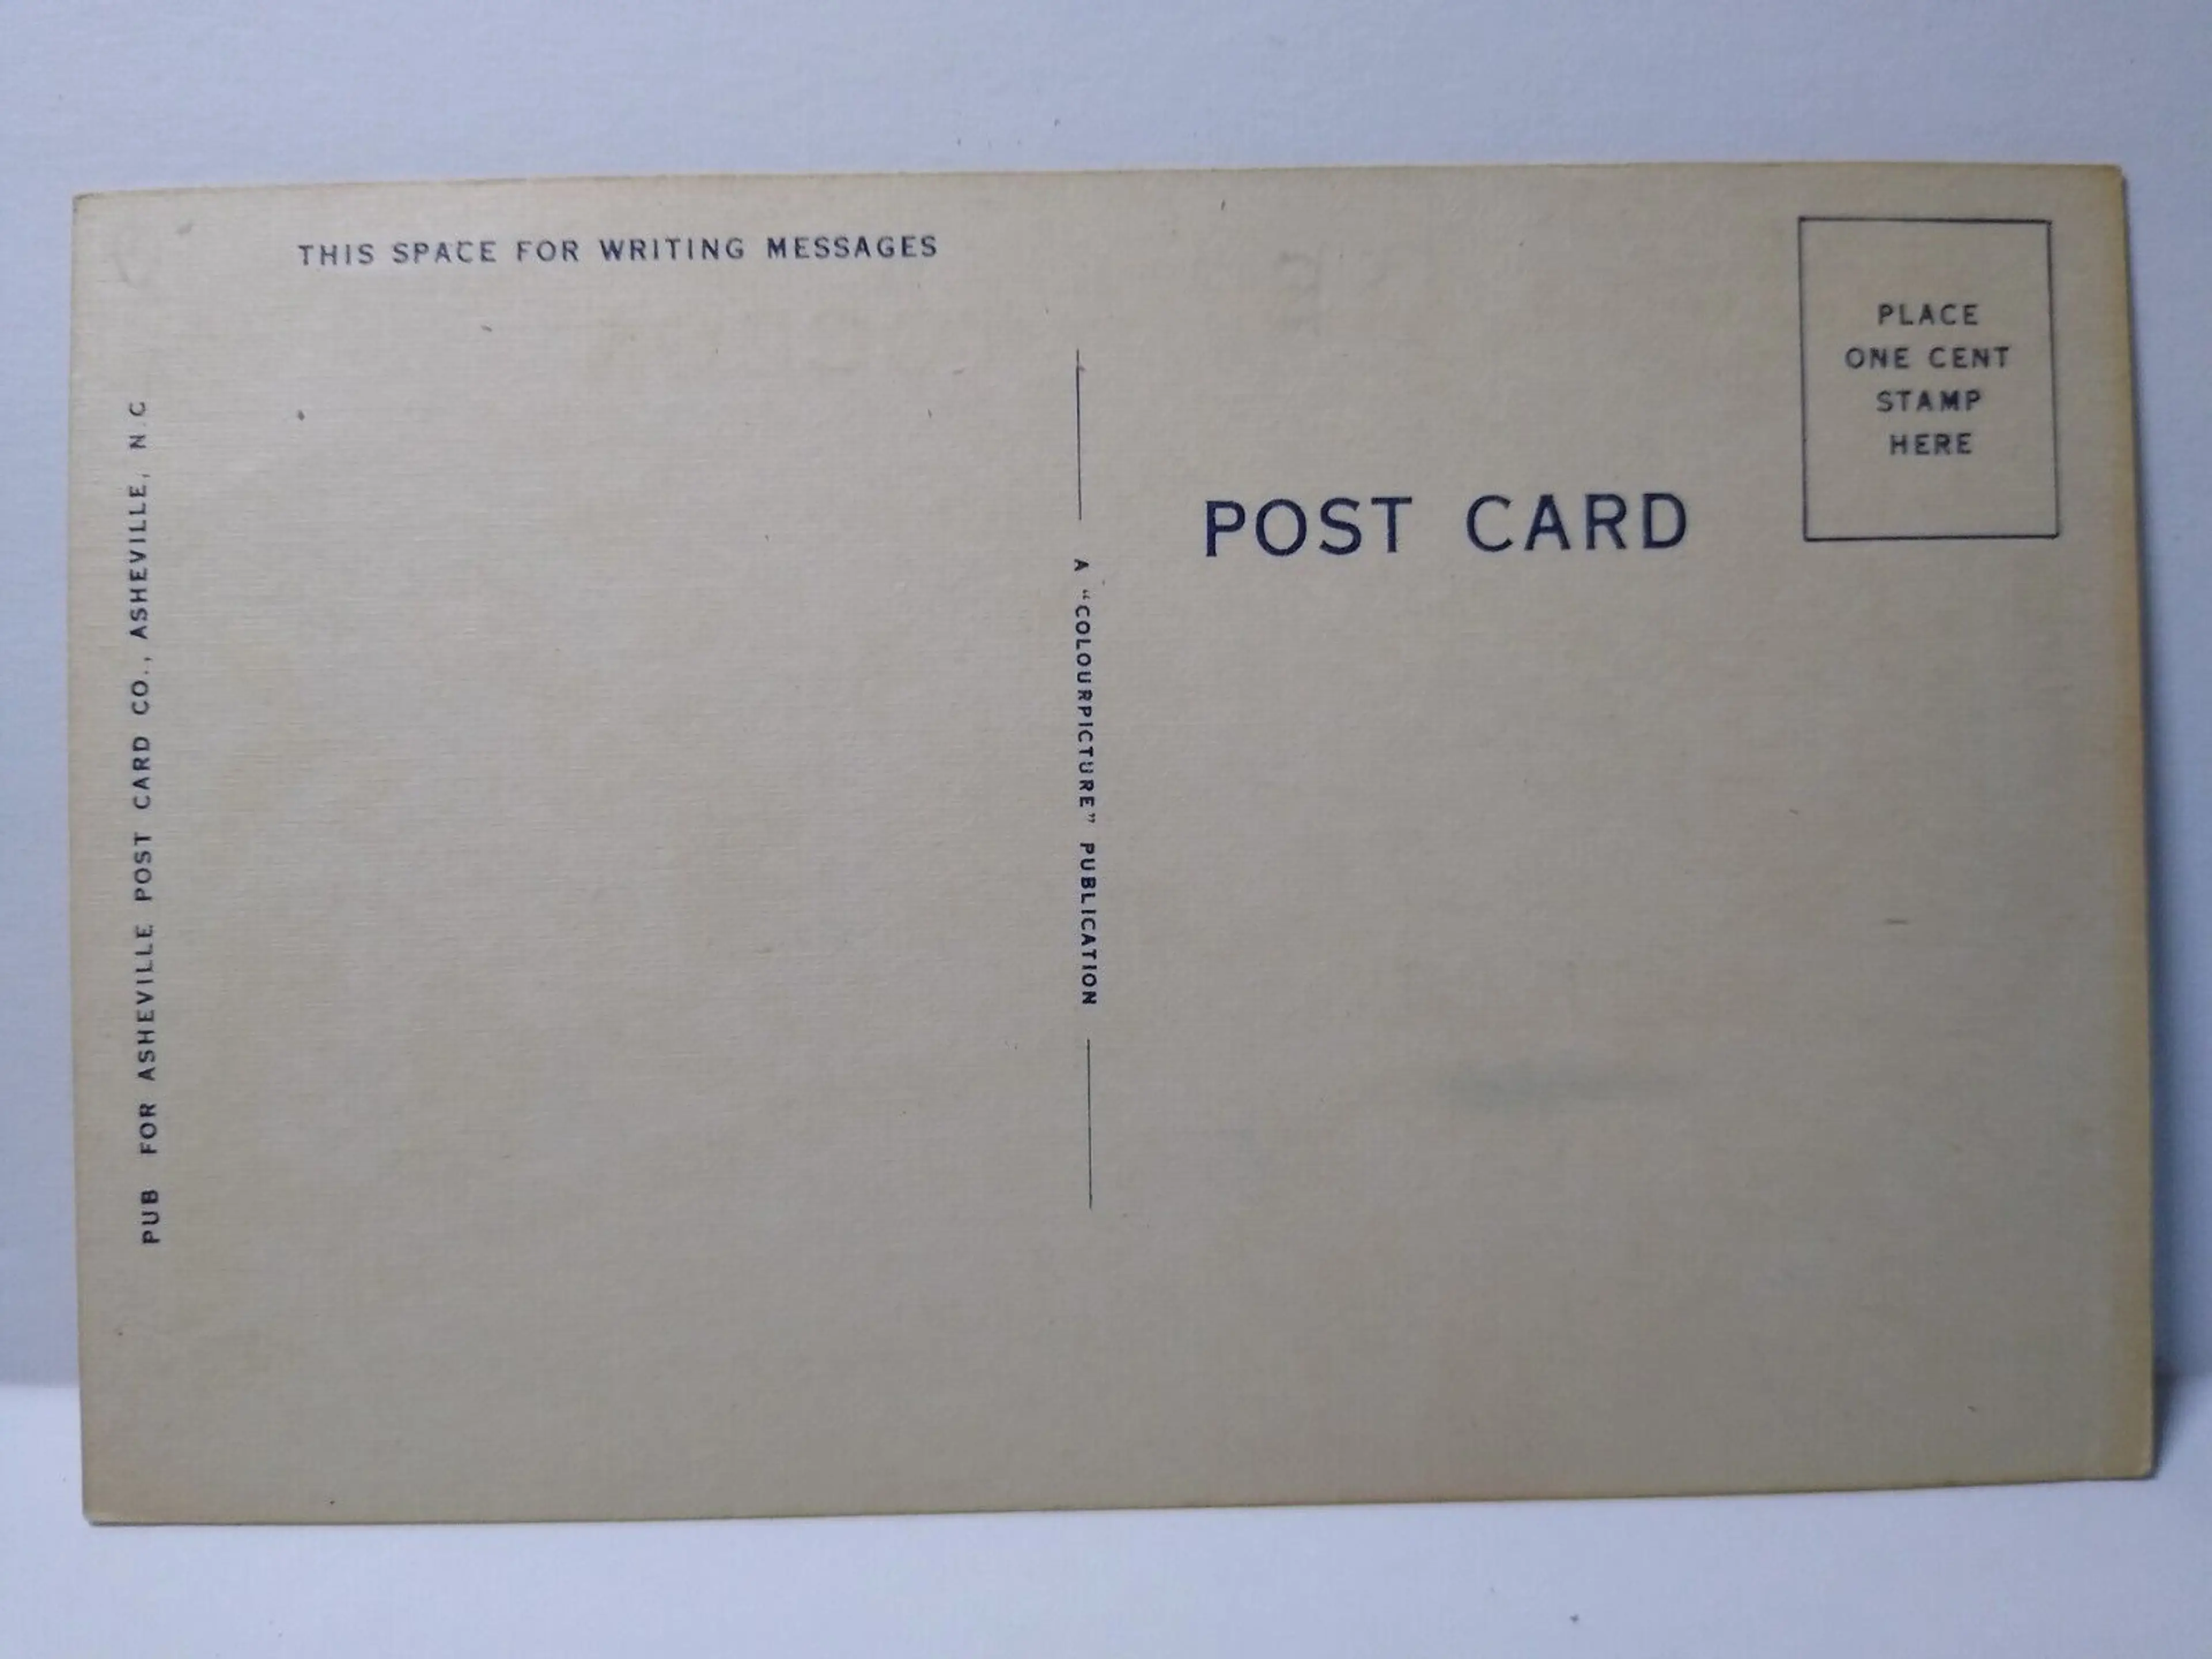 THIS SPACE FOR WRITING MESSAGES
PUB FOR ASHEVILLE POST CARD CO., ASHEVILLE, N.C
A "COLOURPICTURE" PUBLICATION
POST CARD
PLACE
ONE CENT
STAMP
HERE